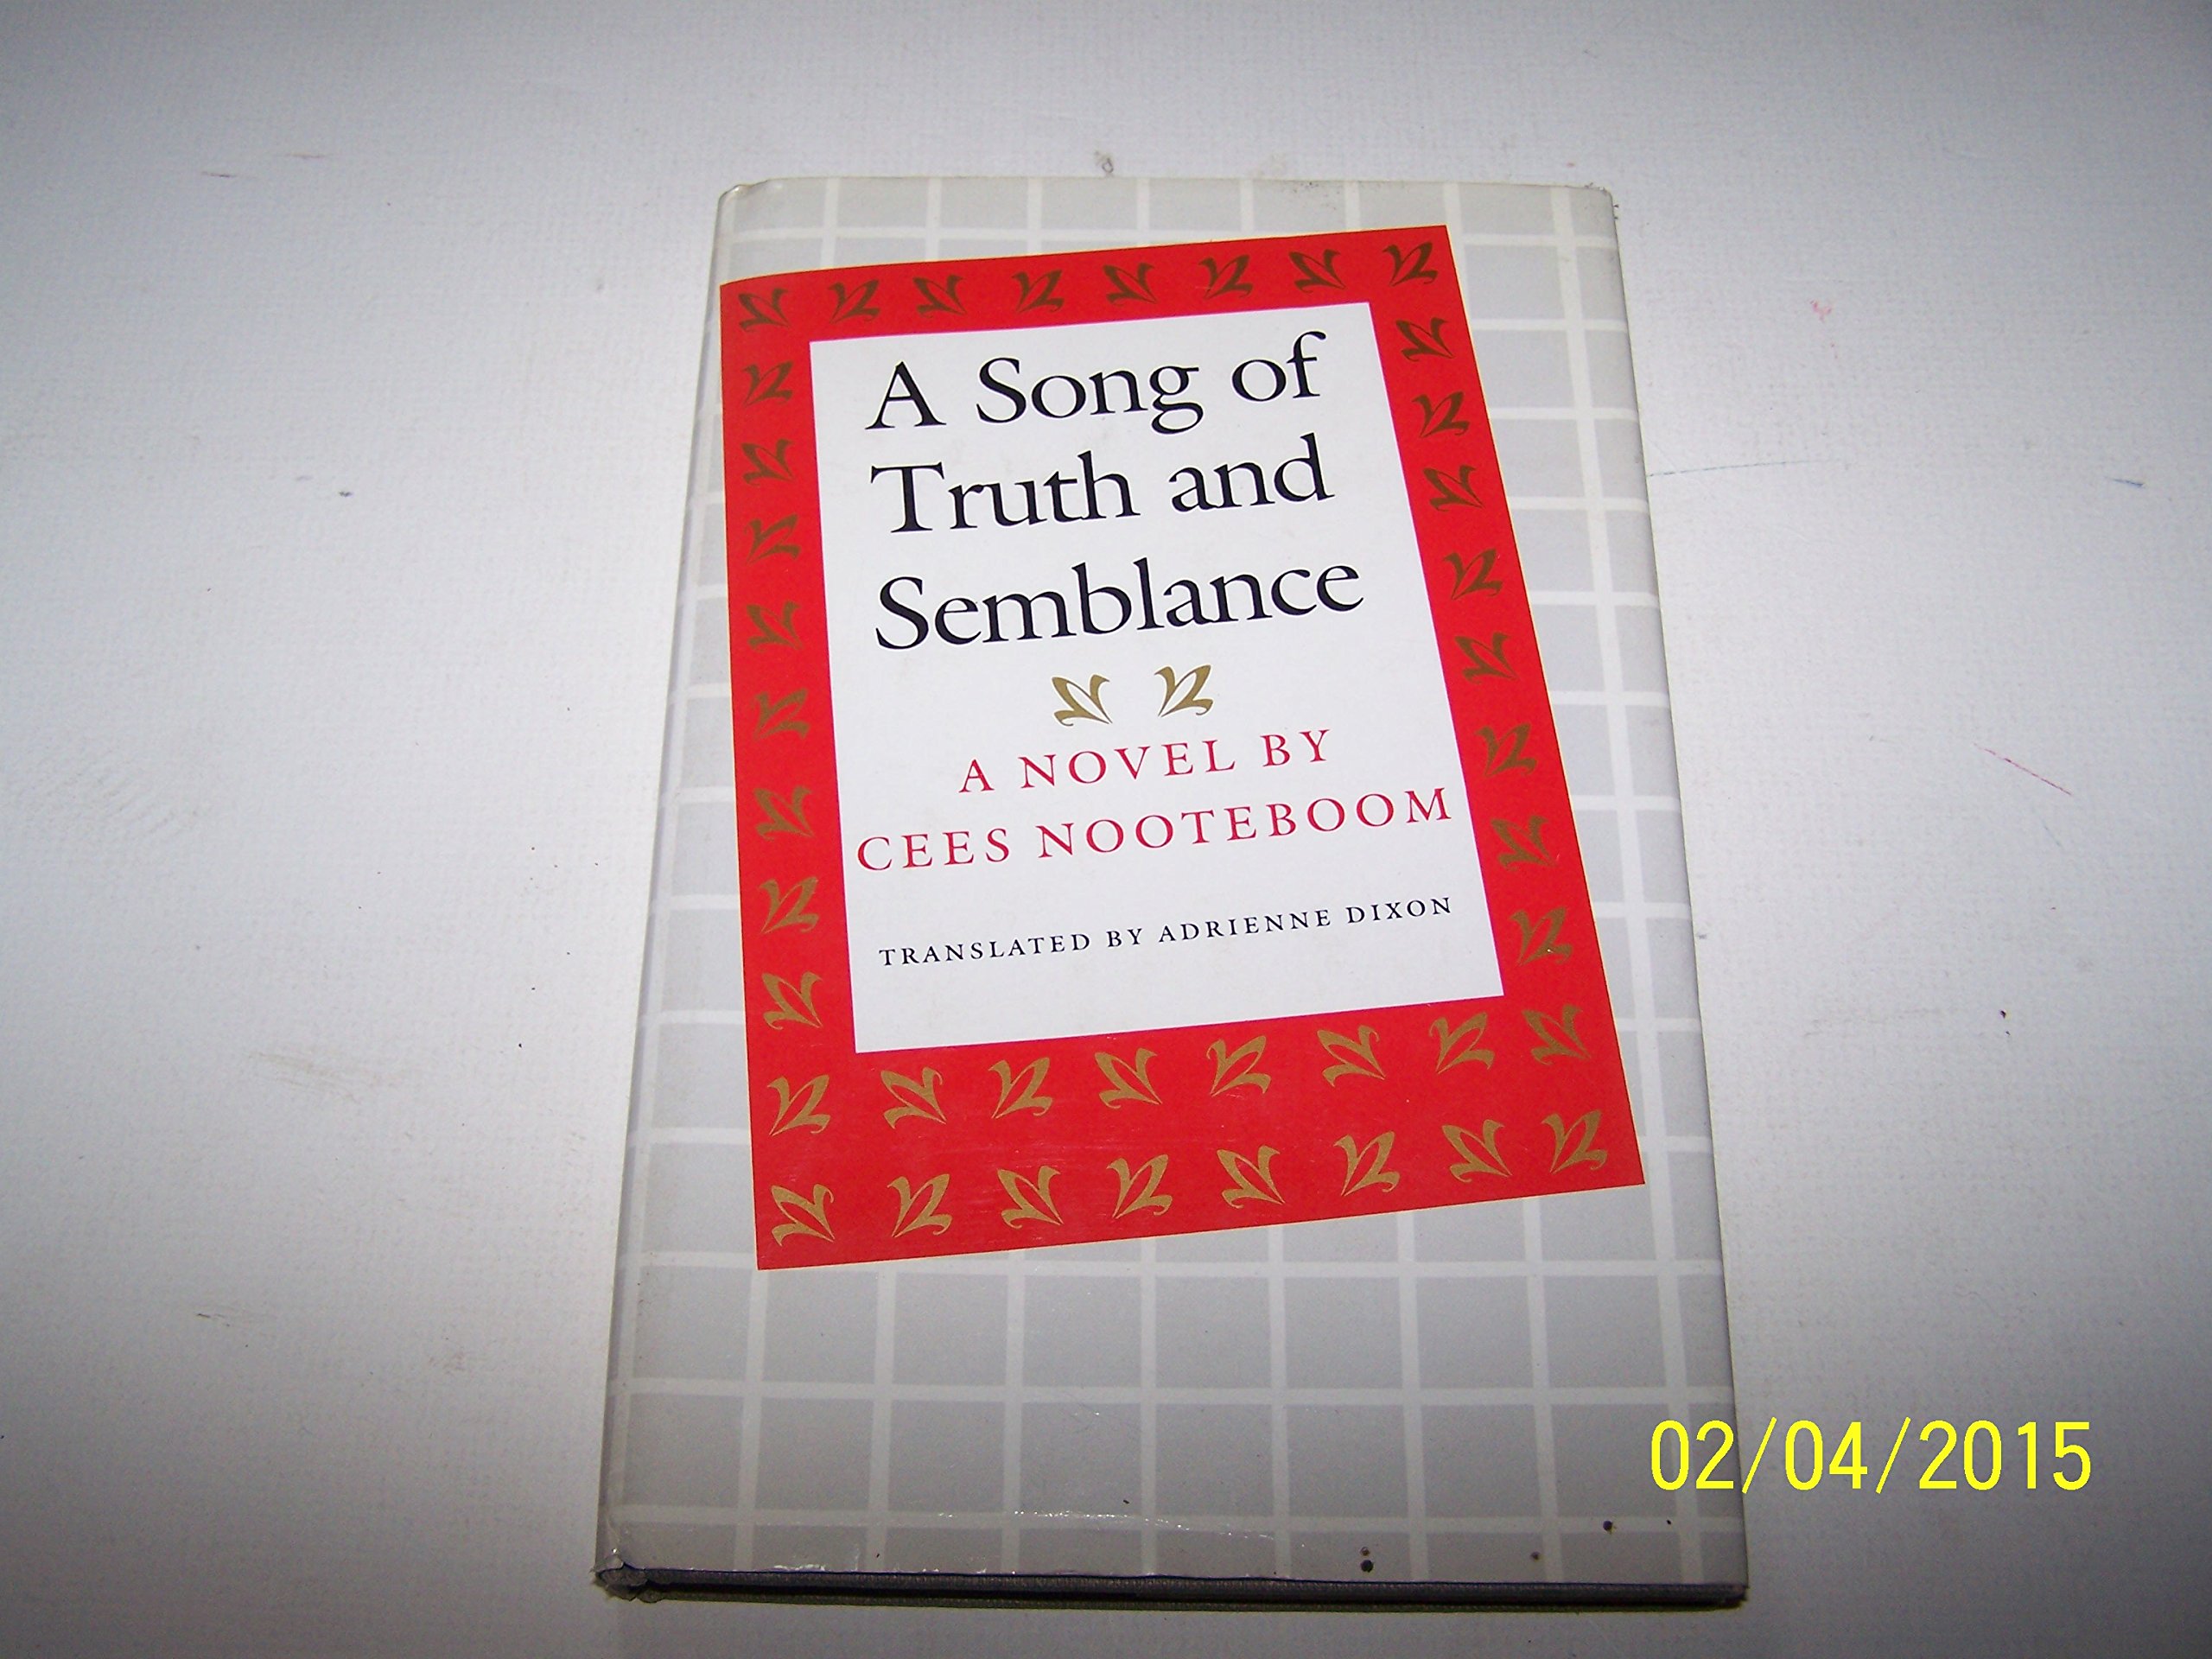 A Song of
Truth and
Semblance
A NOVEL BY
CEES NOOTEBOOM
TRANSLATED BY ADRIENNE DIXON
02/04/2015